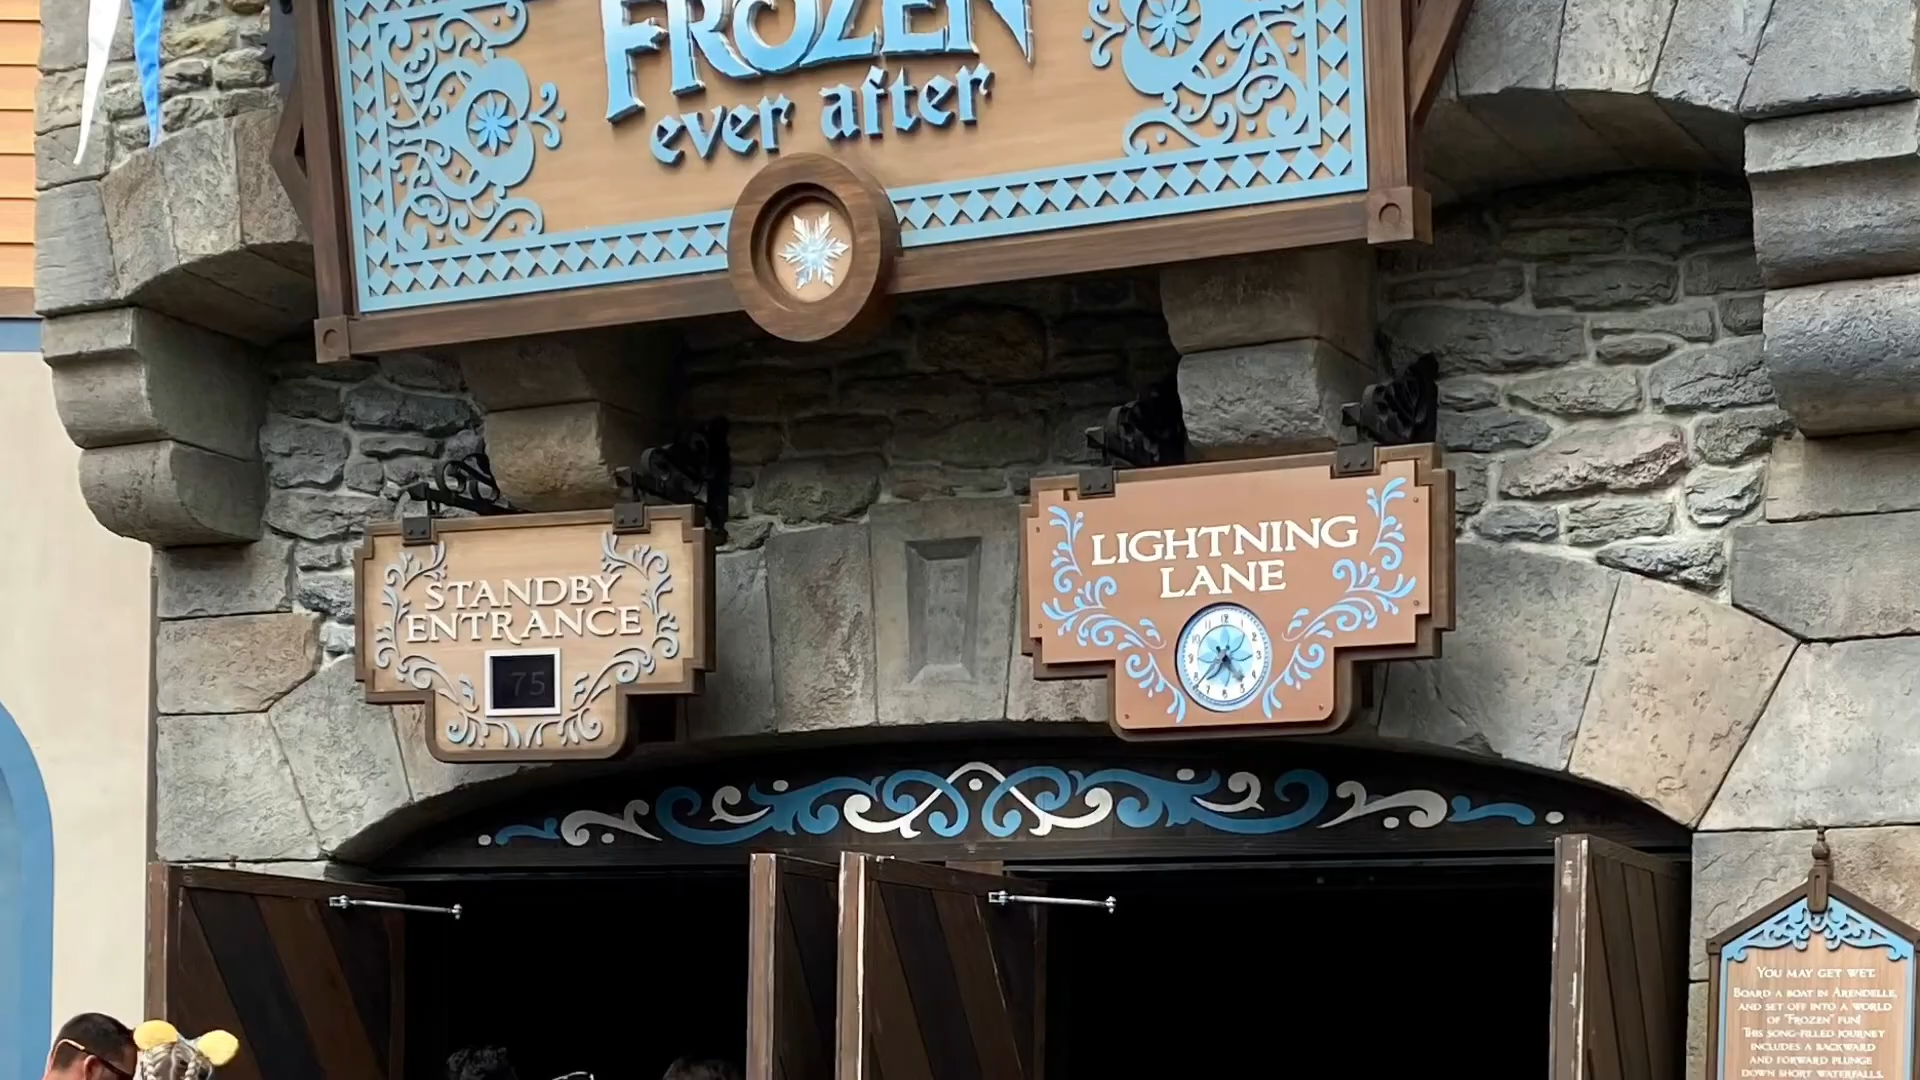 FROZEN
ever after
STANDBY
ENTRANCE
75
LIGHTNING
LANE
YOU MAY GET WET.
BOARD A BOAT IN ARENDELLE,
AND SET OFF INTO A WORLD
OF "FROZEN" FUN!
THIS SONG-FILLED JOURNEY
INCLUDES A BACKWARD
AND FORWARD PLUNGE
DOWN SHORT WATERFALLS.